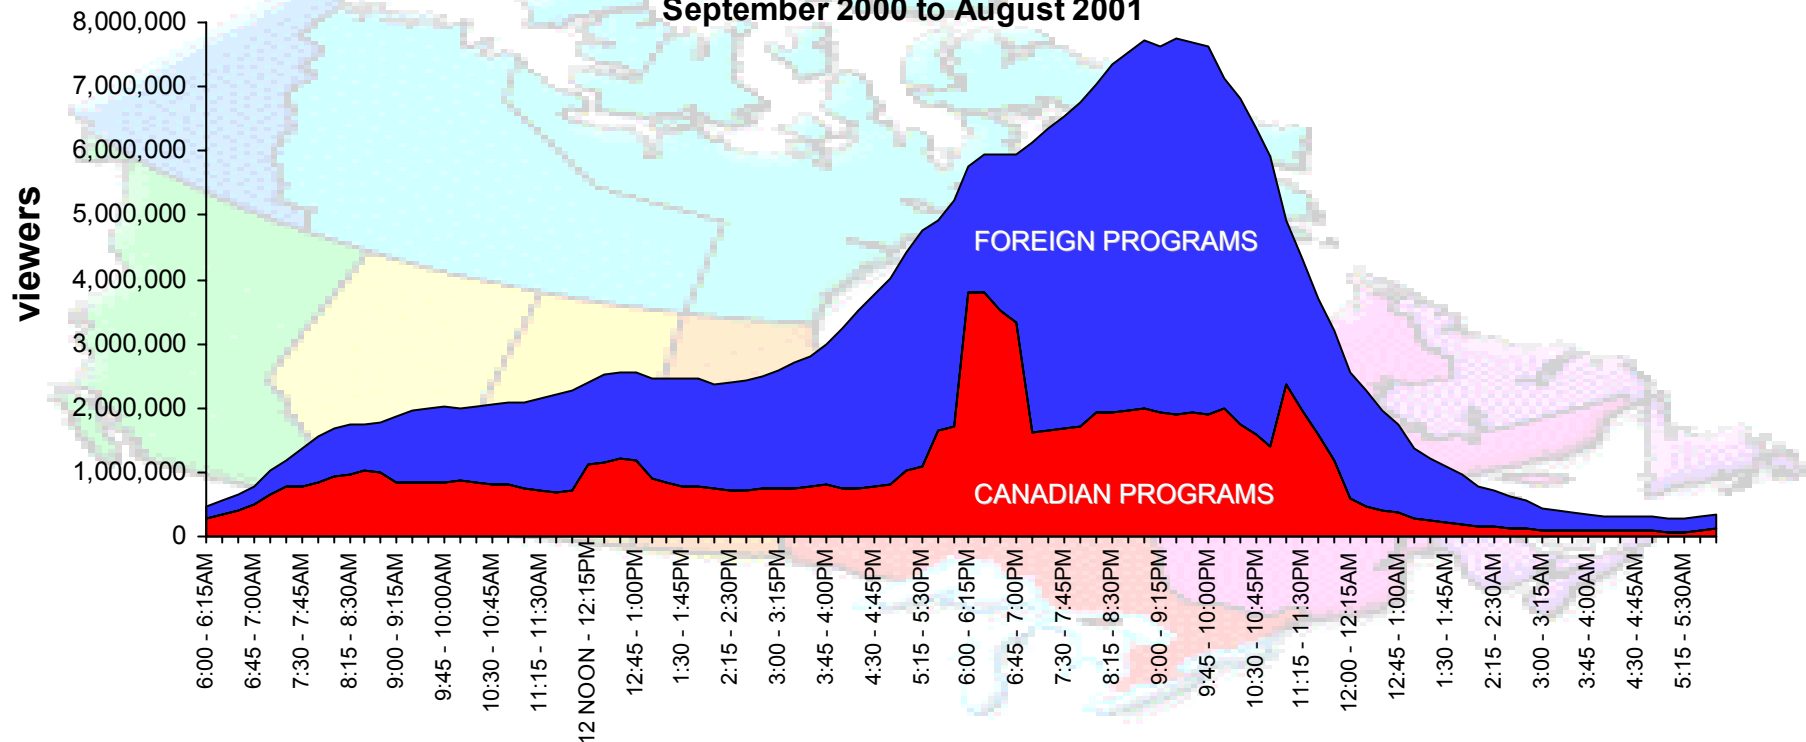 September 2000 to August 2001
8,000,000
7,000,000
6,000,000
5,000,000
4,000,000
3,000,000
2,000,000
1,000,000
0
viewers
FOREIGN PROGRAMS
CANADIAN PROGRAMS
6:00 - 6:15AM
6:45 - 7:00AM
7:30 - 7:45AM
8:15 - 8:30AM
9:00 - 9:15AM
9:45 - 10:00AM
10:30 - 10:45AM
11:15 - 11:30AM
12 NOON - 12:15PM
12:45 - 1:00PM
1:30 - 1:45PM
2:15 - 2:30PM
3:00 - 3:15PM
3:45 - 4:00PM
4:30 - 4:45PM
5:15 - 5:30PM
6:00 - 6:15PM
6:45 - 7:00PM
7:30 - 7:45PM
8:15 - 8:30PM
9:00 - 9:15PM
9:45 - 10:00PM
10:30 - 10:45PM
11:15 - 11:30PM
12:00 - 12:15AM
12:45 - 1:00AM
1:30 - 1:45AM
2:15 - 2:30AM
3:00 - 3:15AM
3:45 - 4:00AM
4:30 - 4:45AM
5:15 - 5:30AM